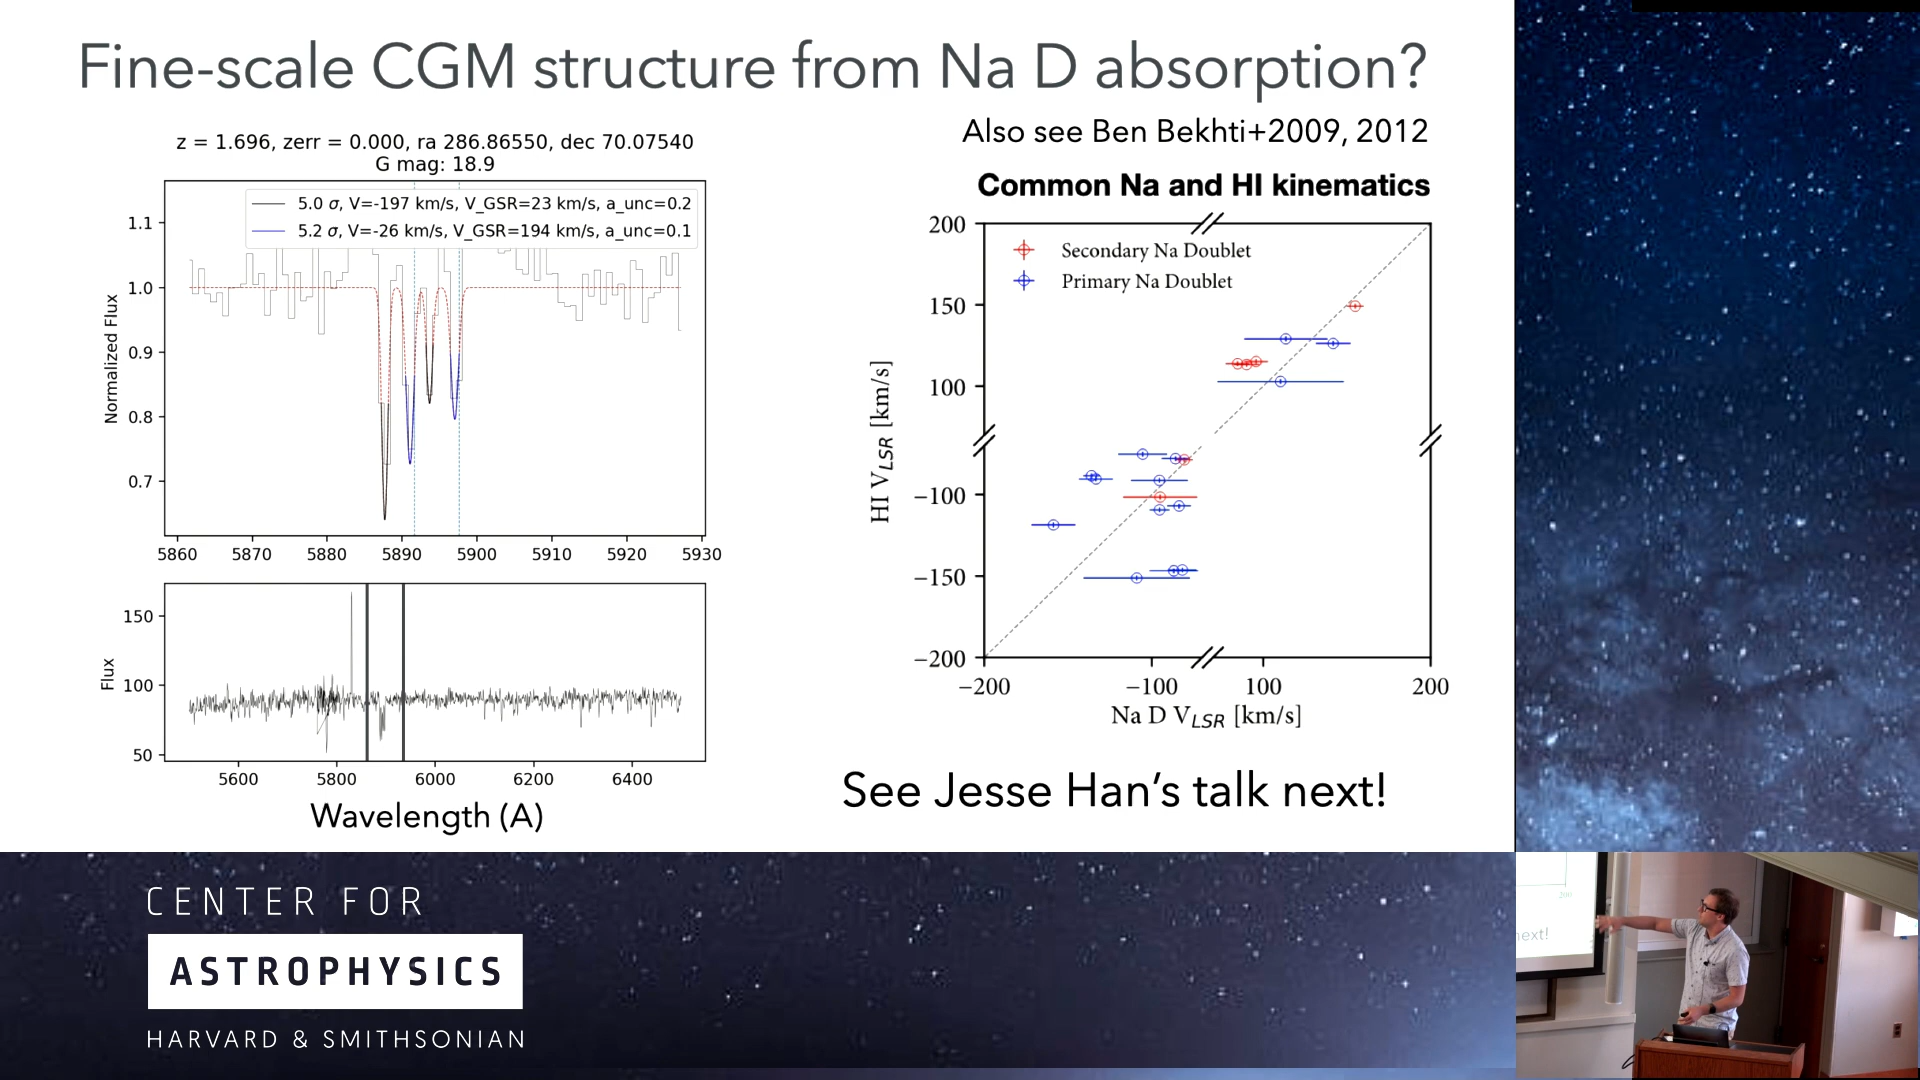 Fine-scale CGM structure from Na D absorption?
z = 1.696, zerr = 0.000, ra 286.86550, dec 70.07540
G mag: 18.9
5.0 σ, V=-197 km/s, V_GSR=23 km/s, a_unc=0.2
5.2 σ, V=-26 km/s, V_GSR=194 km/s, a_unc=0.1
Normalized Flux
1.1
1.0
0.9
0.8
0.7
5860 5870 5880 5890 5900 5910 5920 5930
Flux
150
100
50
5600 5800 6000 6200 6400
Wavelength (A)
Also see Ben Bekhti+2009, 2012
Common Na and HI kinematics
Secondary Na Doublet
Primary Na Doublet
HI V_LSR [km/s]
200
150
100
−100
−150
−200
−200 −100 100 200
Na D V_LSR [km/s]
See Jesse Han's talk next!
CENTER FOR
ASTROPHYSICS
HARVARD & SMITHSONIAN
200
next!